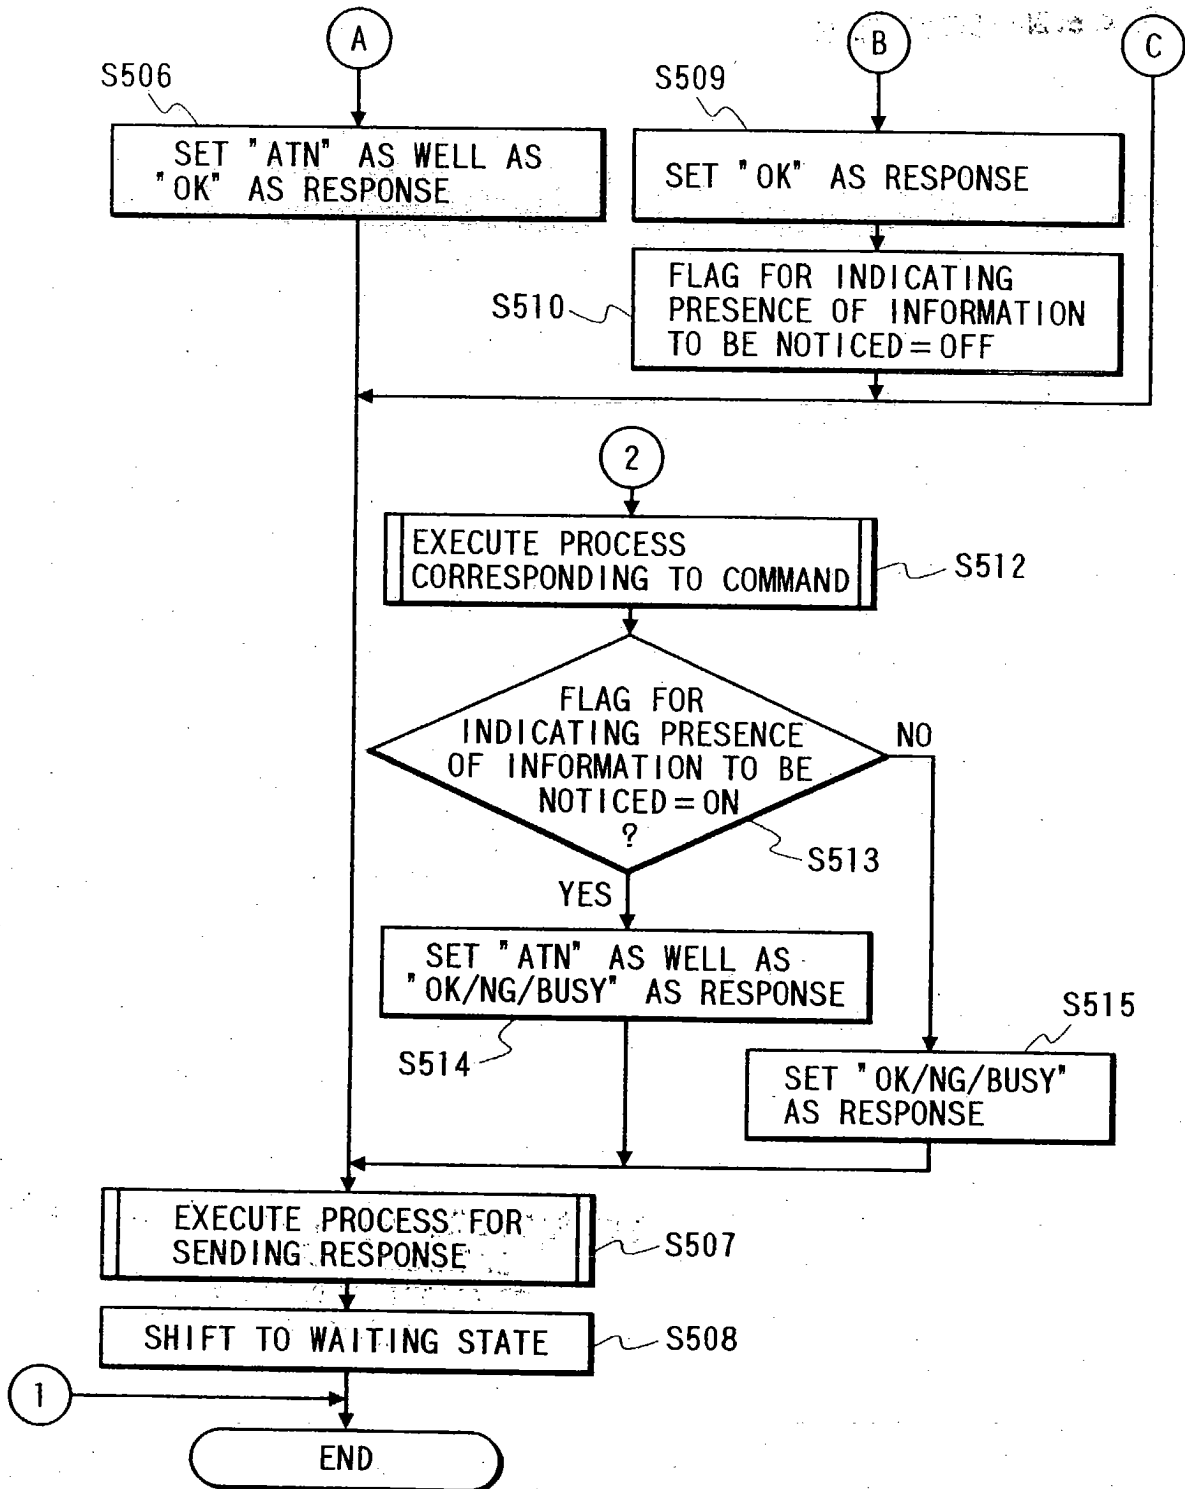 A
B
C
S506
S509
SET "ATN" AS WELL AS
"OK" AS RESPONSE
SET "OK" AS RESPONSE
S510
FLAG FOR INDICATING
PRESENCE OF INFORMATION
TO BE NOTICED=OFF
2
EXECUTE PROCESS
CORRESPONDING TO COMMAND
S512
FLAG FOR
INDICATING PRESENCE
OF INFORMATION TO BE
NOTICED=ON
?
NO
S513
YES
SET "ATN" AS WELL AS
"OK/NG/BUSY" AS RESPONSE
S514
S515
SET "OK/NG/BUSY"
AS RESPONSE
EXECUTE PROCESS FOR
SENDING RESPONSE
S507
SHIFT TO WAITING STATE
S508
1
END